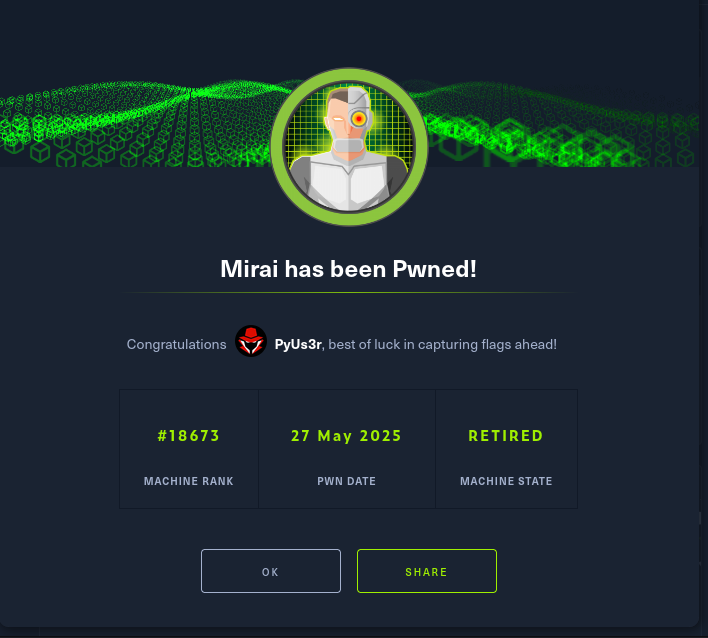 Mirai has been Pwned!
Congratulations PyUs3r, best of luck in capturing flags ahead!
#18673 27 May 2025 RETIRED
MACHINE RANK PWN DATE MACHINE STATE
OK SHARE